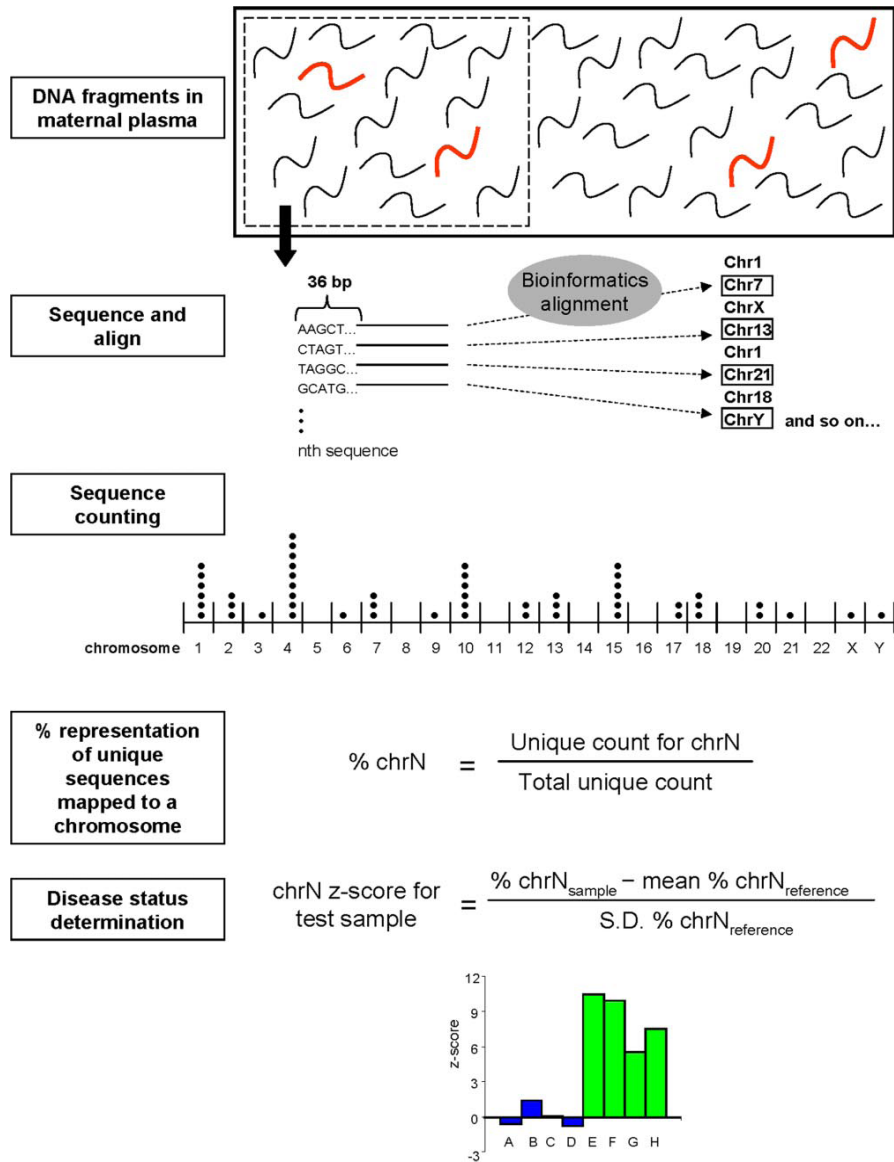 DNA fragments in
maternal plasma
Sequence and
align
36 bp
AAGCT...
CTAGT...
TAGGC...
GCATG...
nth sequence
Bioinformatics
alignment
Chr1
Chr7
ChrX
Chr13
Chr1
Chr21
Chr18
ChrY and so on...
Sequence
counting
chromosome 1 2 3 4 5 6 7 8 9 10 11 12 13 14 15 16 17 18 19 20 21 22 X Y
% representation
of unique
sequences
mapped to a
chromosome
% chrN = Unique count for chrN
Total unique count
Disease status
determination
chrN z-score for
test sample
= % chrNsample – mean % chrNreference
S.D. % chrNreference
z-score
12
9
6
3
0
-3
A B C D E F G H